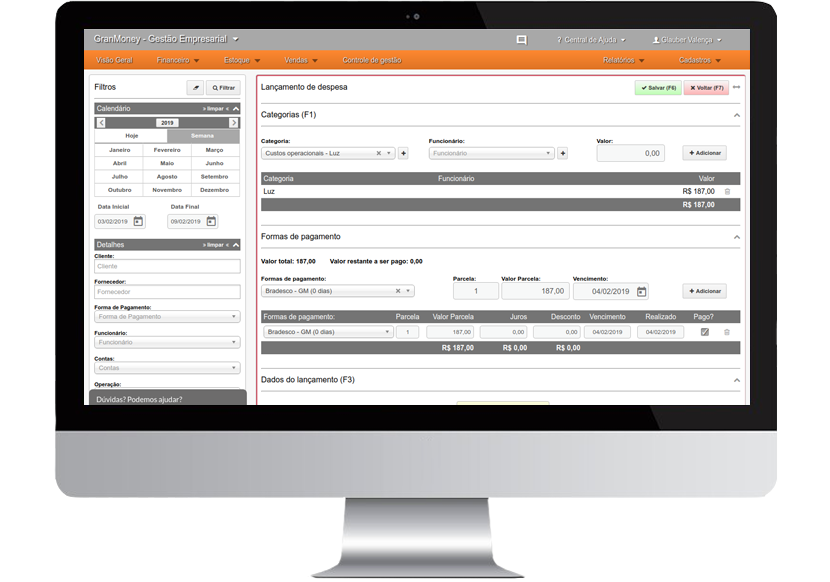 GranMoney - Gestão Empresarial
? Central de Ajuda
Glauber Valença
Visão Geral Financeiro Estoque Vendas Controle de gestão Relatórios Cadastros
Filtros
Filtrar
Calendário » limpar «
2019
Hoje Semana
Janeiro Fevereiro Março
Abril Maio Junho
Julho Agosto Setembro
Outubro Novembro Dezembro
Data Inicial Data Final
03/02/2019 09/02/2019
Detalhes » limpar «
Cliente:
Cliente
Fornecedor:
Fornecedor
Forma de Pagamento:
Forma de Pagamento
Funcionário:
Funcionário
Contas:
Contas
Operação:
Dúvidas? Podemos ajudar?
Lançamento de despesa
Salvar (F6) Voltar (F7)
Categorias (F1)
Categoria: Funcionário: Valor:
Custos operacionais - Luz Funcionário 0,00 + Adicionar
Categoria Funcionário Valor
Luz R$ 187,00
R$ 187,00
Formas de pagamento
Valor total: 187,00 Valor restante a ser pago: 0,00
Formas de pagamento: Parcela: Valor Parcela: Vencimento:
Bradesco - GM (0 dias) 1 187,00 04/02/2019 + Adicionar
Formas de pagamento: Parcela Valor Parcela Juros Desconto Vencimento Realizado Pago?
Bradesco - GM (0 dias) 1 187,00 0,00 0,00 04/02/2019 04/02/2019
R$ 187,00 R$ 0,00 R$ 0,00
Dados do lançamento (F3)